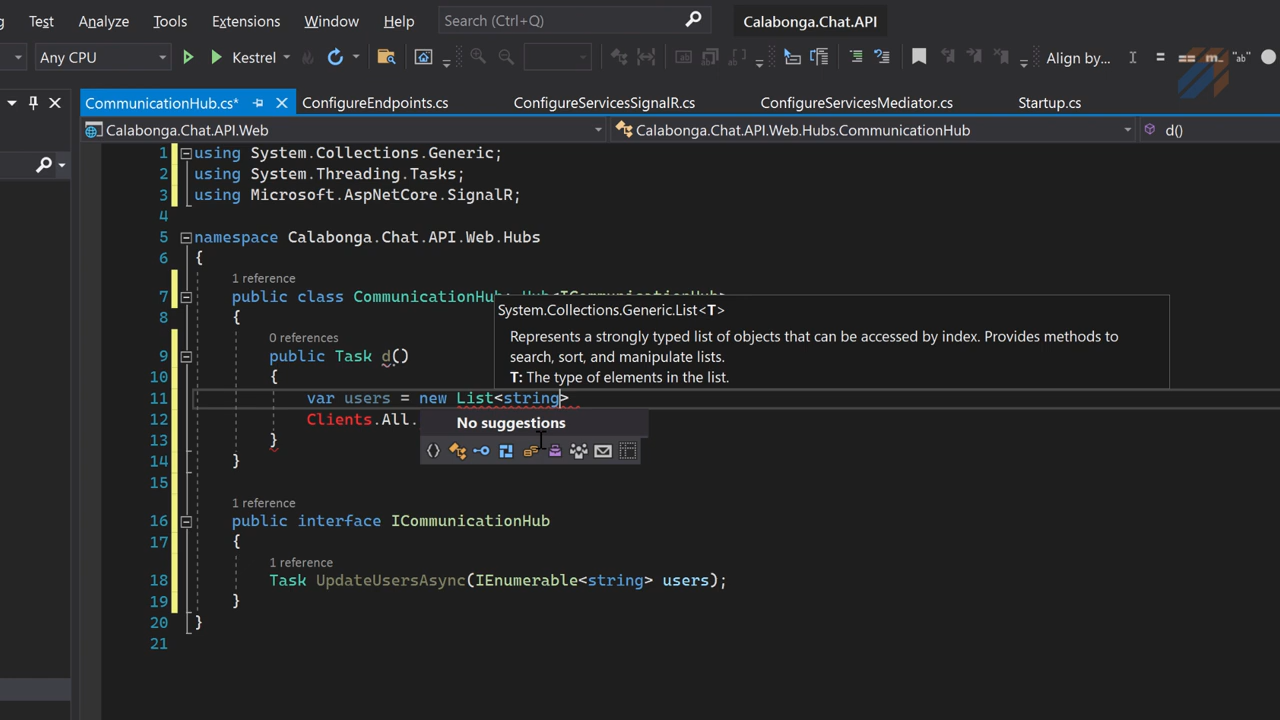 st Test Analyze Tools Extensions Window Help Search (Ctrl+Q) Calabonga.Chat.API
Any CPU Kestrel Align by...
CommunicationHub.cs* ConfigureEndpoints.cs ConfigureServicesSignalR.cs ConfigureServicesMediator.cs Startup.cs
Calabonga.Chat.API.Web Calabonga.Chat.API.Web.Hubs.CommunicationHub d()
1 using System.Collections.Generic;
2 using System.Threading.Tasks;
3 using Microsoft.AspNetCore.SignalR;
4
5 namespace Calabonga.Chat.API.Web.Hubs
6 {
1 reference
7 public class CommunicationHub: Hub<ICommunicationHub>
System.Collections.Generic.List<T>
8 {
Represents a strongly typed list of objects that can be accessed by index. Provides methods to
search, sort, and manipulate lists.
T: The type of elements in the list.
0 references
9 public Task d()
10 {
11 var users = new List<string>
12 Clients.All.
No suggestions
13 }
14 }
15
1 reference
16 public interface ICommunicationHub
17 {
1 reference
18 Task UpdateUsersAsync(IEnumerable<string> users);
19 }
20 }
21